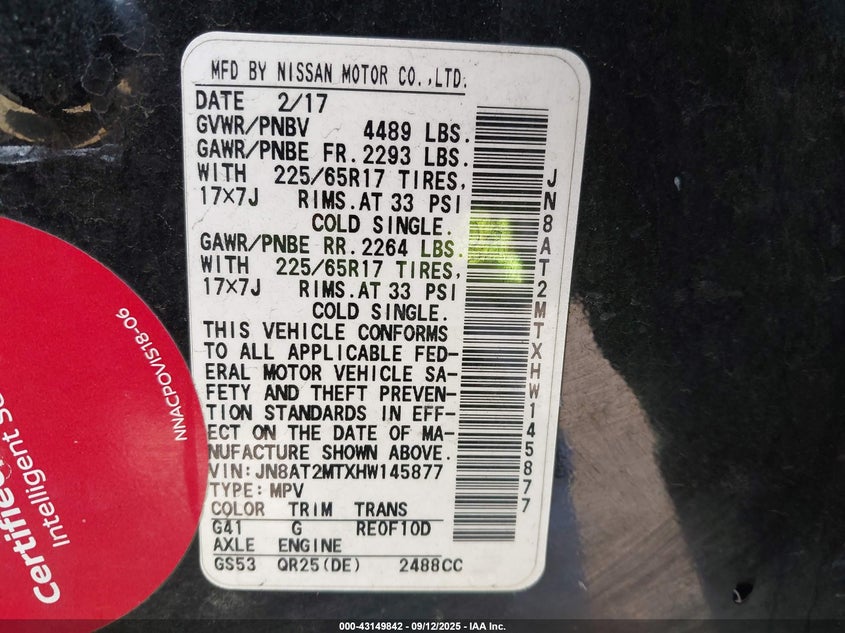 MFD BY NISSAN MOTOR CO.,LTD.
DATE 2/17
GVWR/PNBV 4489 LBS.
GAWR/PNBE FR. 2293 LBS.
WITH 225/65R17 TIRES,
17×7J RIMS.AT 33 PSI
COLD SINGLE.
GAWR/PNBE RR. 2264 LBS.
WITH 225/65R17 TIRES,
17×7J RIMS.AT 33 PSI
COLD SINGLE.
THIS VEHICLE CONFORMS
TO ALL APPLICABLE FED-
ERAL MOTOR VEHICLE SA-
FETY AND THEFT PREVEN-
TION STANDARDS IN EFF-
ECT ON THE DATE OF MA-
NUFACTURE SHOWN ABOVE.
VIN: JN8AT2MTXHW145877
TYPE: MPV
COLOR TRIM TRANS
G41 G RE0F10D
AXLE ENGINE
GS53 QR25(DE) 2488CC
JN8AT2MTXHW145877
NNACPOVIS18-06
Intelligent
000-43149842 - 09/12/2025 - IAA Inc.